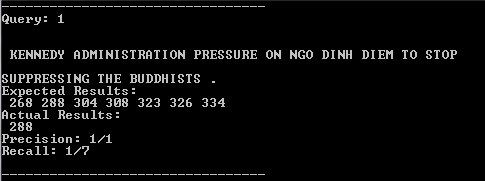 ---------------------------------
Query: 1
KENNEDY ADMINISTRATION PRESSURE ON NGO DINH DIEM TO STOP
SUPPRESSING THE BUDDHISTS .
Expected Results:
268 288 304 308 323 326 334
Actual Results:
288
Precision: 1/1
Recall: 1/7
---------------------------------